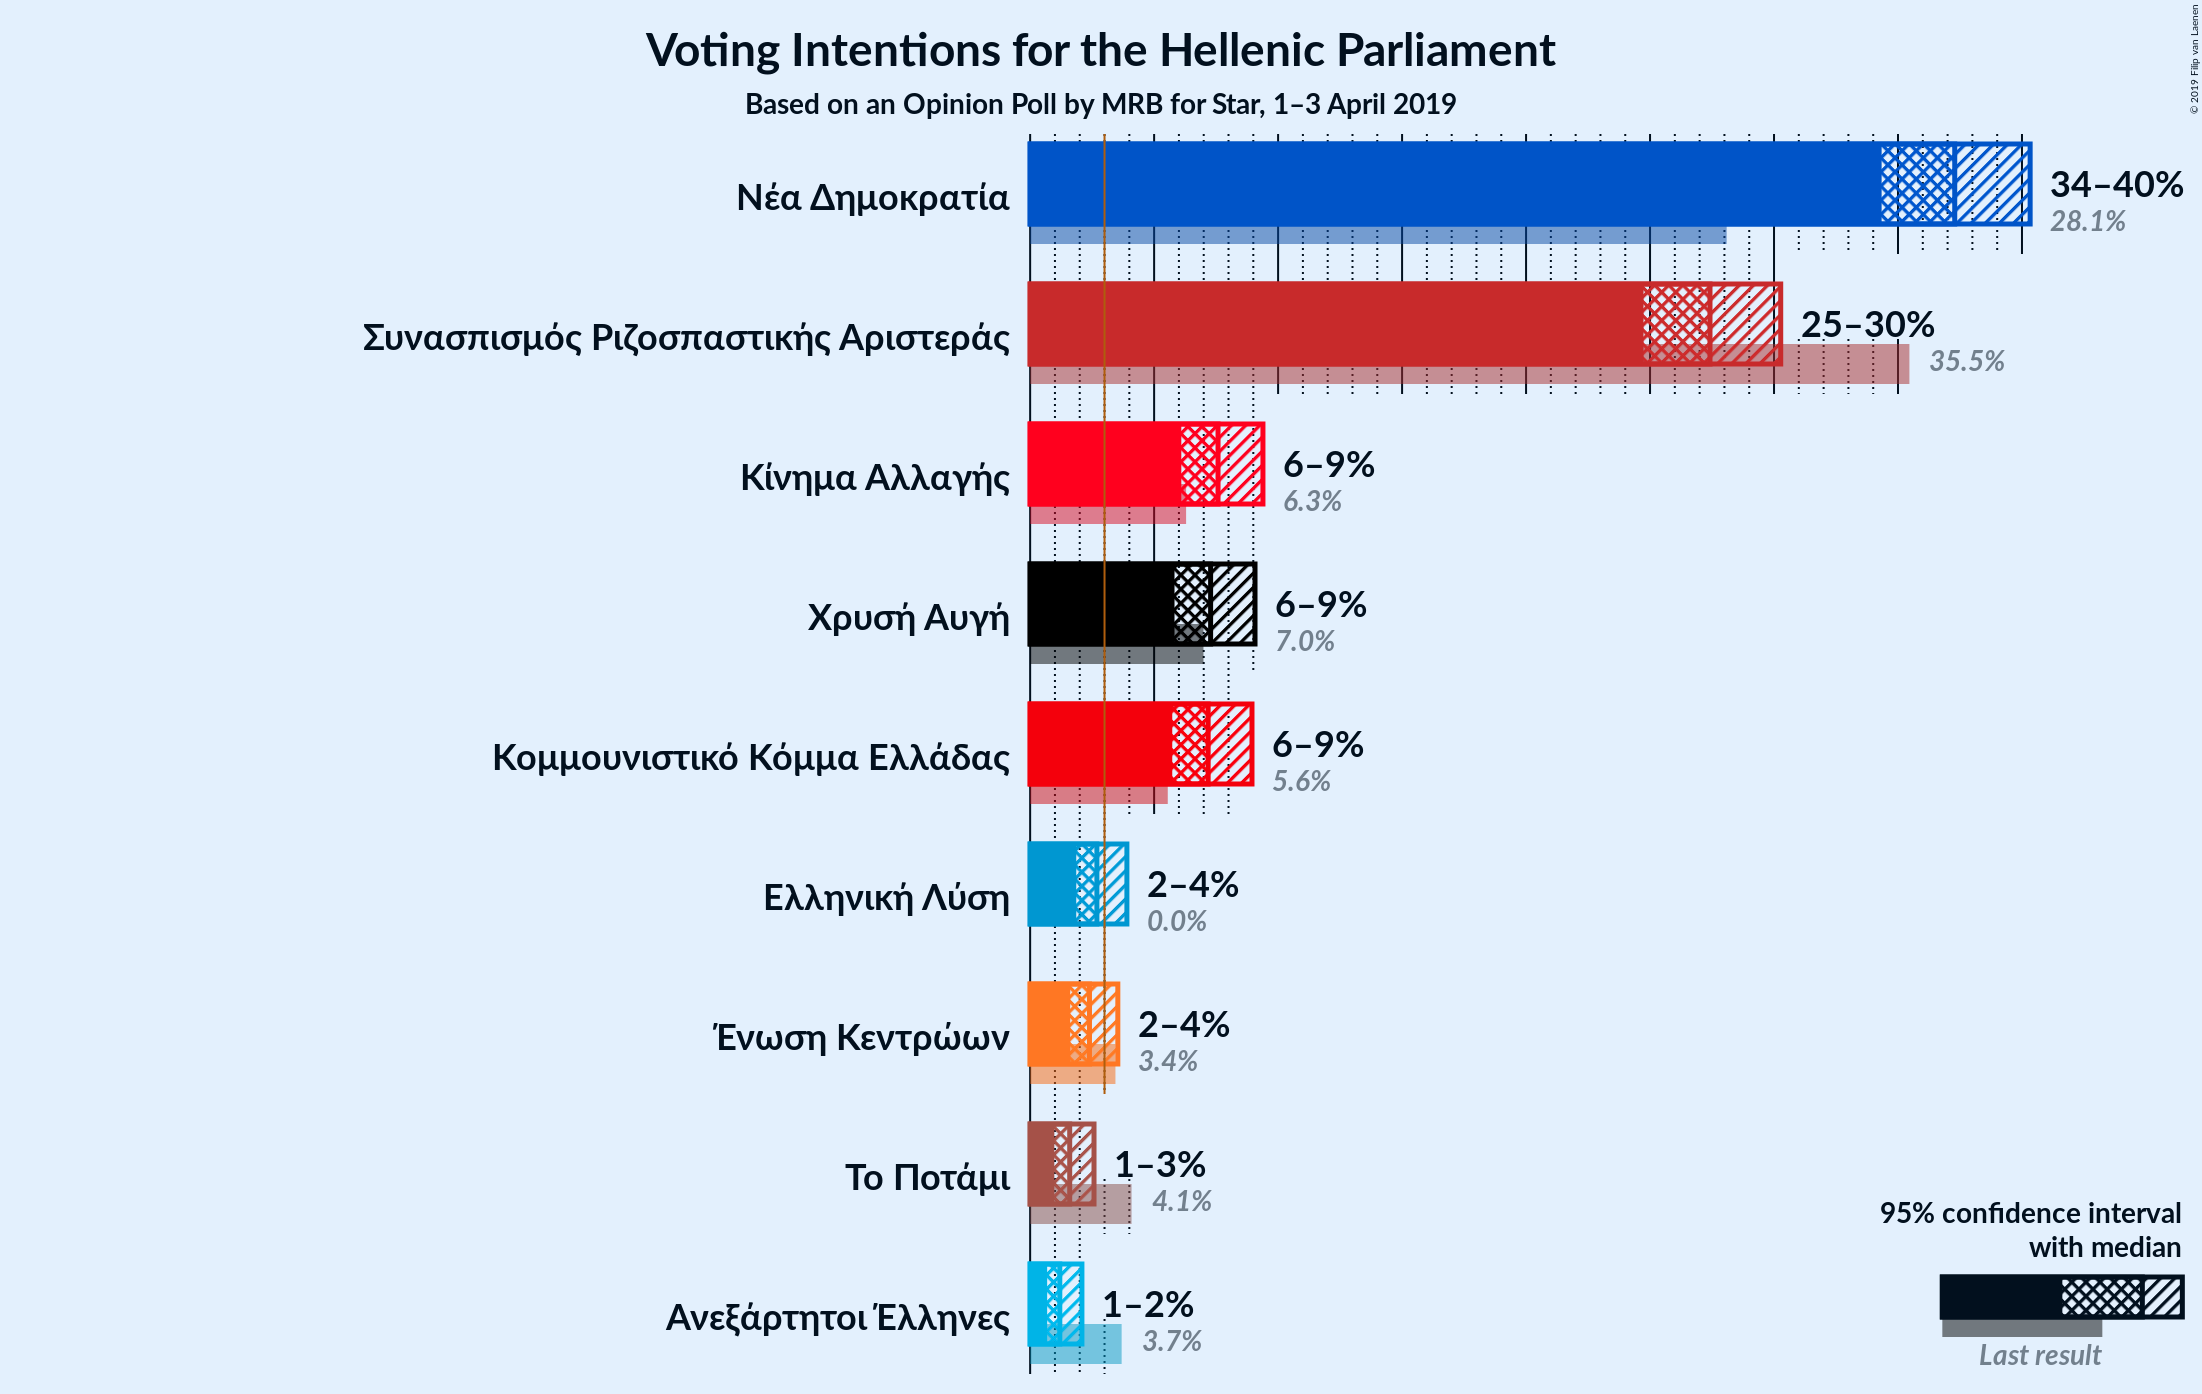 Voting Intentions for the Hellenic Parliament
Based on an Opinion Poll by MRB for Star, 1–3 April 2019
© 2019 Filip van Laenen
Νέα Δημοκρατία
34–40%
28.1%
Συνασπισμός Ριζοσπαστικής Αριστεράς
25–30%
35.5%
Κίνημα Αλλαγής
6–9%
6.3%
Χρυσή Αυγή
6–9%
7.0%
Κομμουνιστικό Κόμμα Ελλάδας
6–9%
5.6%
Ελληνική Λύση
2–4%
0.0%
Ένωση Κεντρώων
2–4%
3.4%
Το Ποτάμι
1–3%
4.1%
Ανεξάρτητοι Έλληνες
1–2%
3.7%
95% confidence interval
with median
Last result